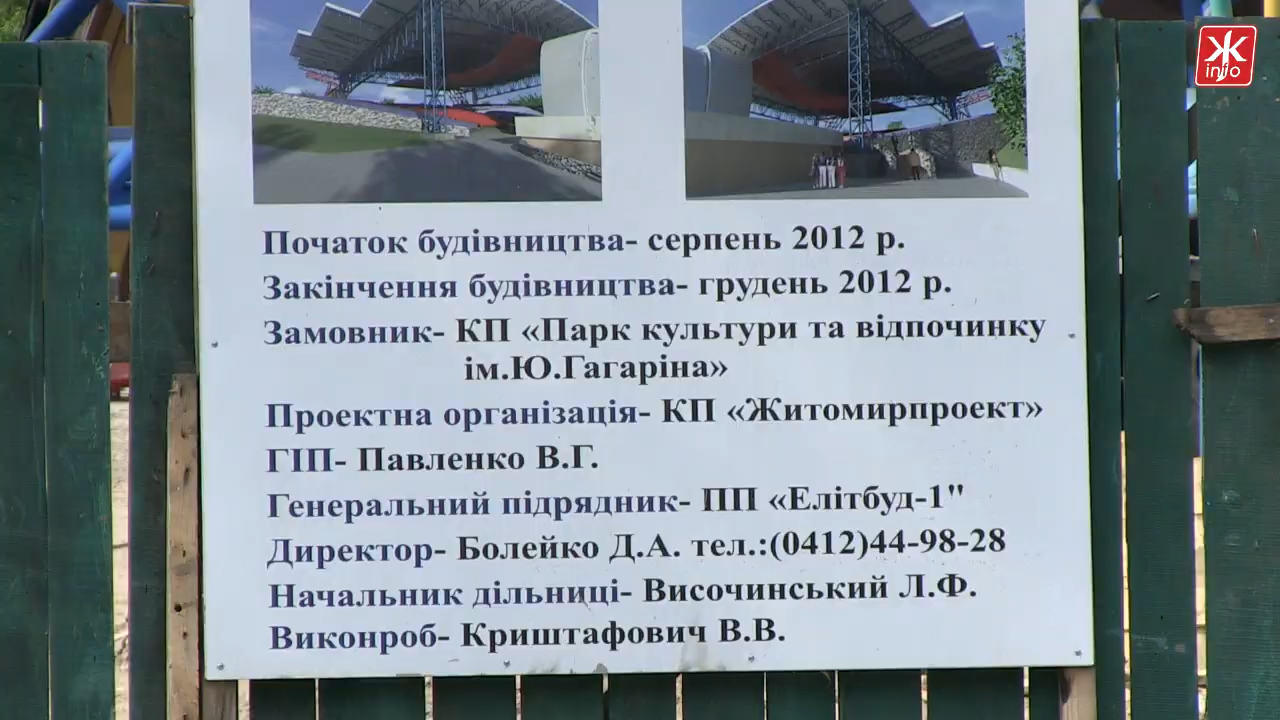 Ж
info
Початок будівництва- серпень 2012 р.
Закінчення будівництва- грудень 2012 р.
Замовник- КП «Парк культури та відпочинку
ім.Ю.Гагаріна»
Проектна організація- КП «Житомирпроект»
ГІП- Павленко В.Г.
Генеральний підрядник- ПП «Елітбуд-1"
Директор- Болейко Д.А. тел.:(0412)44-98-28
Начальник дільниці- Височинський Л.Ф.
Виконроб- Криштафович В.В.